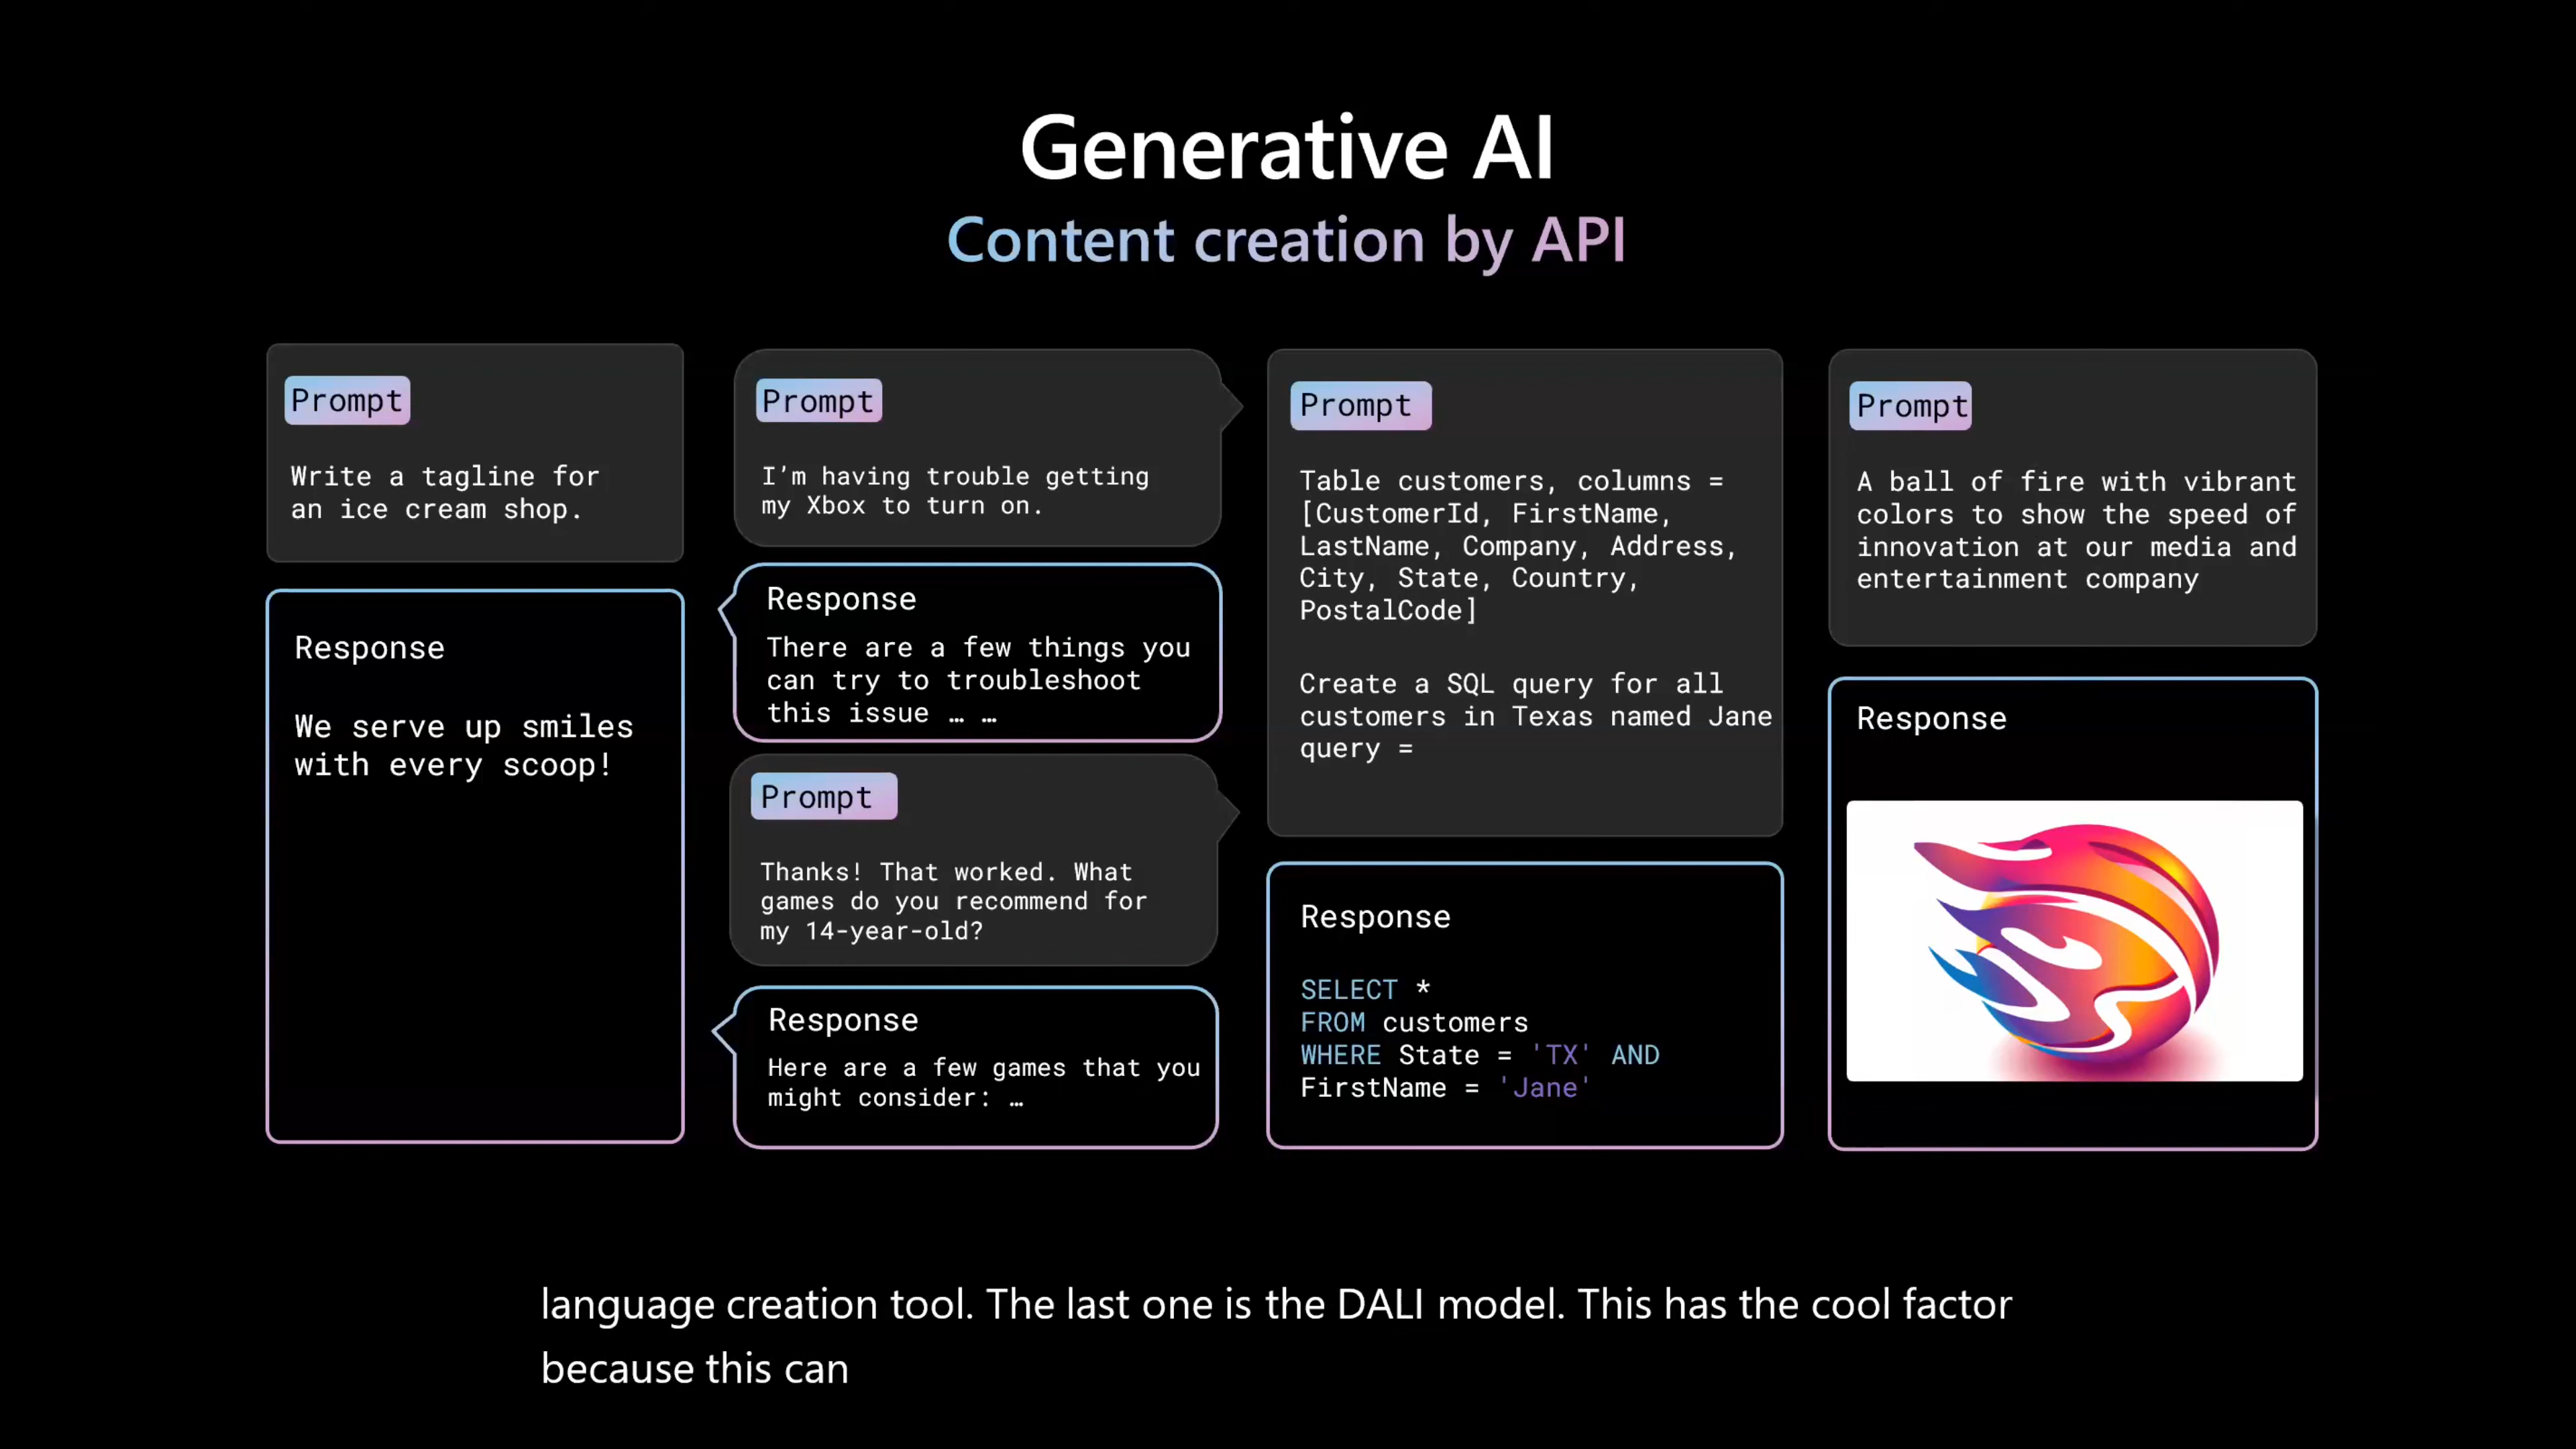 Generative AI
Content creation by API
Prompt
Write a tagline for
an ice cream shop.
Response
We serve up smiles
with every scoop!
Prompt
I’m having trouble getting
my Xbox to turn on.
Response
There are a few things you
can try to troubleshoot
this issue … …
Prompt
Thanks! That worked. What
games do you recommend for
my 14-year-old?
Response
Here are a few games that you
might consider: …
Prompt
Table customers, columns =
[CustomerId, FirstName,
LastName, Company, Address,
City, State, Country,
PostalCode]
Create a SQL query for all
customers in Texas named Jane
query =
Response
SELECT *
FROM customers
WHERE State = 'TX' AND
FirstName = 'Jane'
Prompt
A ball of fire with vibrant
colors to show the speed of
innovation at our media and
entertainment company
Response
language creation tool. The last one is the DALI model. This has the cool factor
because this can